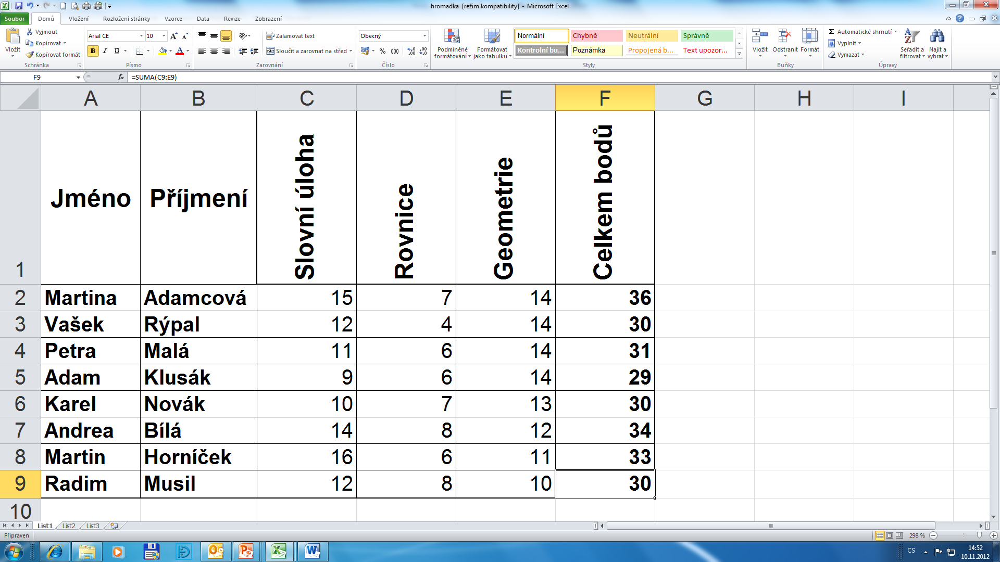 hromadka  [režim kompatibility]  -  Microsoft Excel
Soubor Domů Vložení Rozložení stránky Vzorce Data Revize Zobrazení
Vložit
Vyjmout
Kopírovat
Kopírovat formát
Schránka
Arial CE 10
B I U
Písmo
Zalamovat text
Sloučit a zarovnat na střed
Zarovnání
Obecný
% 000
Číslo
Podmíněné formátování
Formátovat jako tabulku
Normální Chybně Neutrální Správně
Kontrolní bu... Poznámka Propojená b... Text upozor...
Styly
Vložit Odstranit Formát
Buňky
Σ Automatické shrnutí
Vyplnit
Vymazat
Seřadit a filtrovat
Najít a vybrat
Úpravy
F9 fx =SUMA(C9:E9)
A B C D E F G H I
1 Jméno Příjmení Slovní úloha Rovnice Geometrie Celkem bodů
2 Martina Adamcová 15 7 14 36
3 Vašek Rýpal 12 4 14 30
4 Petra Malá 11 6 14 31
5 Adam Klusák 9 6 14 29
6 Karel Novák 10 7 13 30
7 Andrea Bílá 14 8 12 34
8 Martin Horníček 16 6 11 33
9 Radim Musil 12 8 10 30
10
List1 List2 List3
Připraven 298 %
CS 14:52
10.11.2012